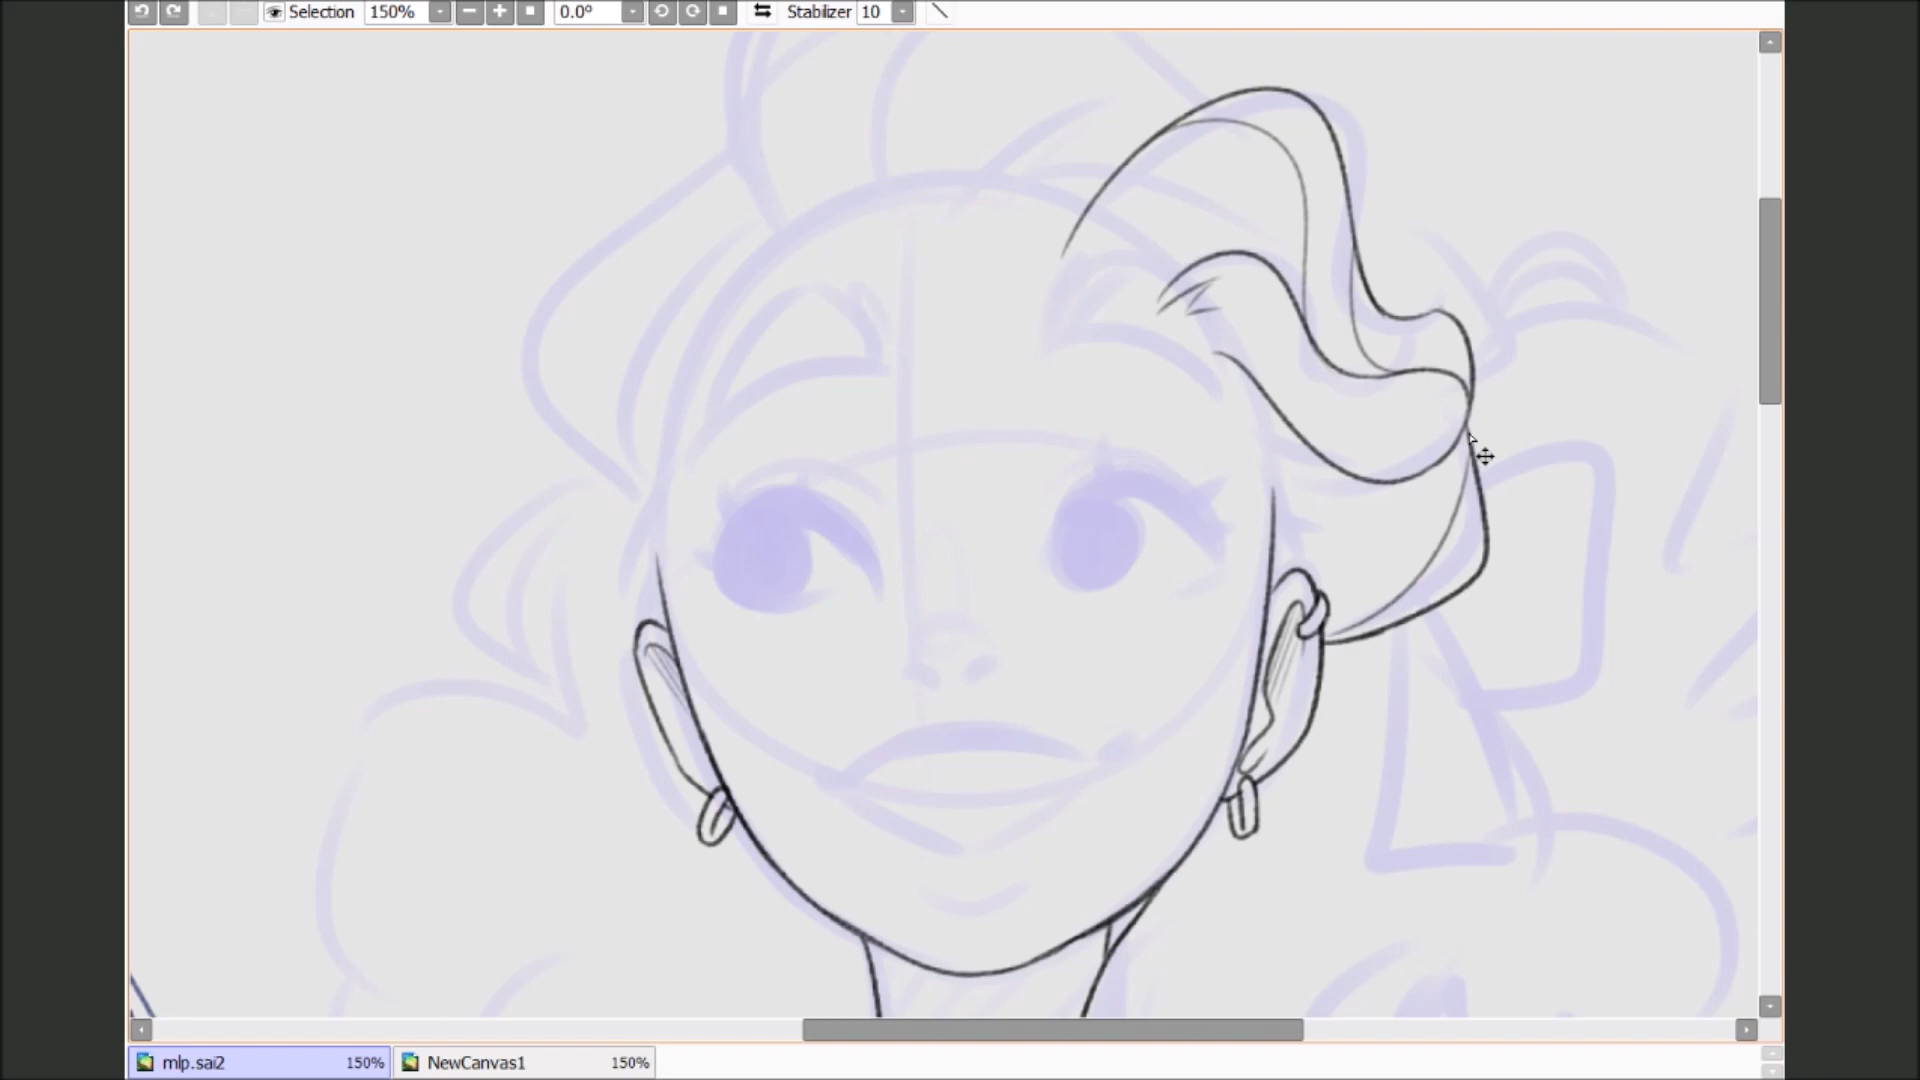 Selection 150% 0.0° Stabilizer 10
mlp.sai2 150% NewCanvas1 150%